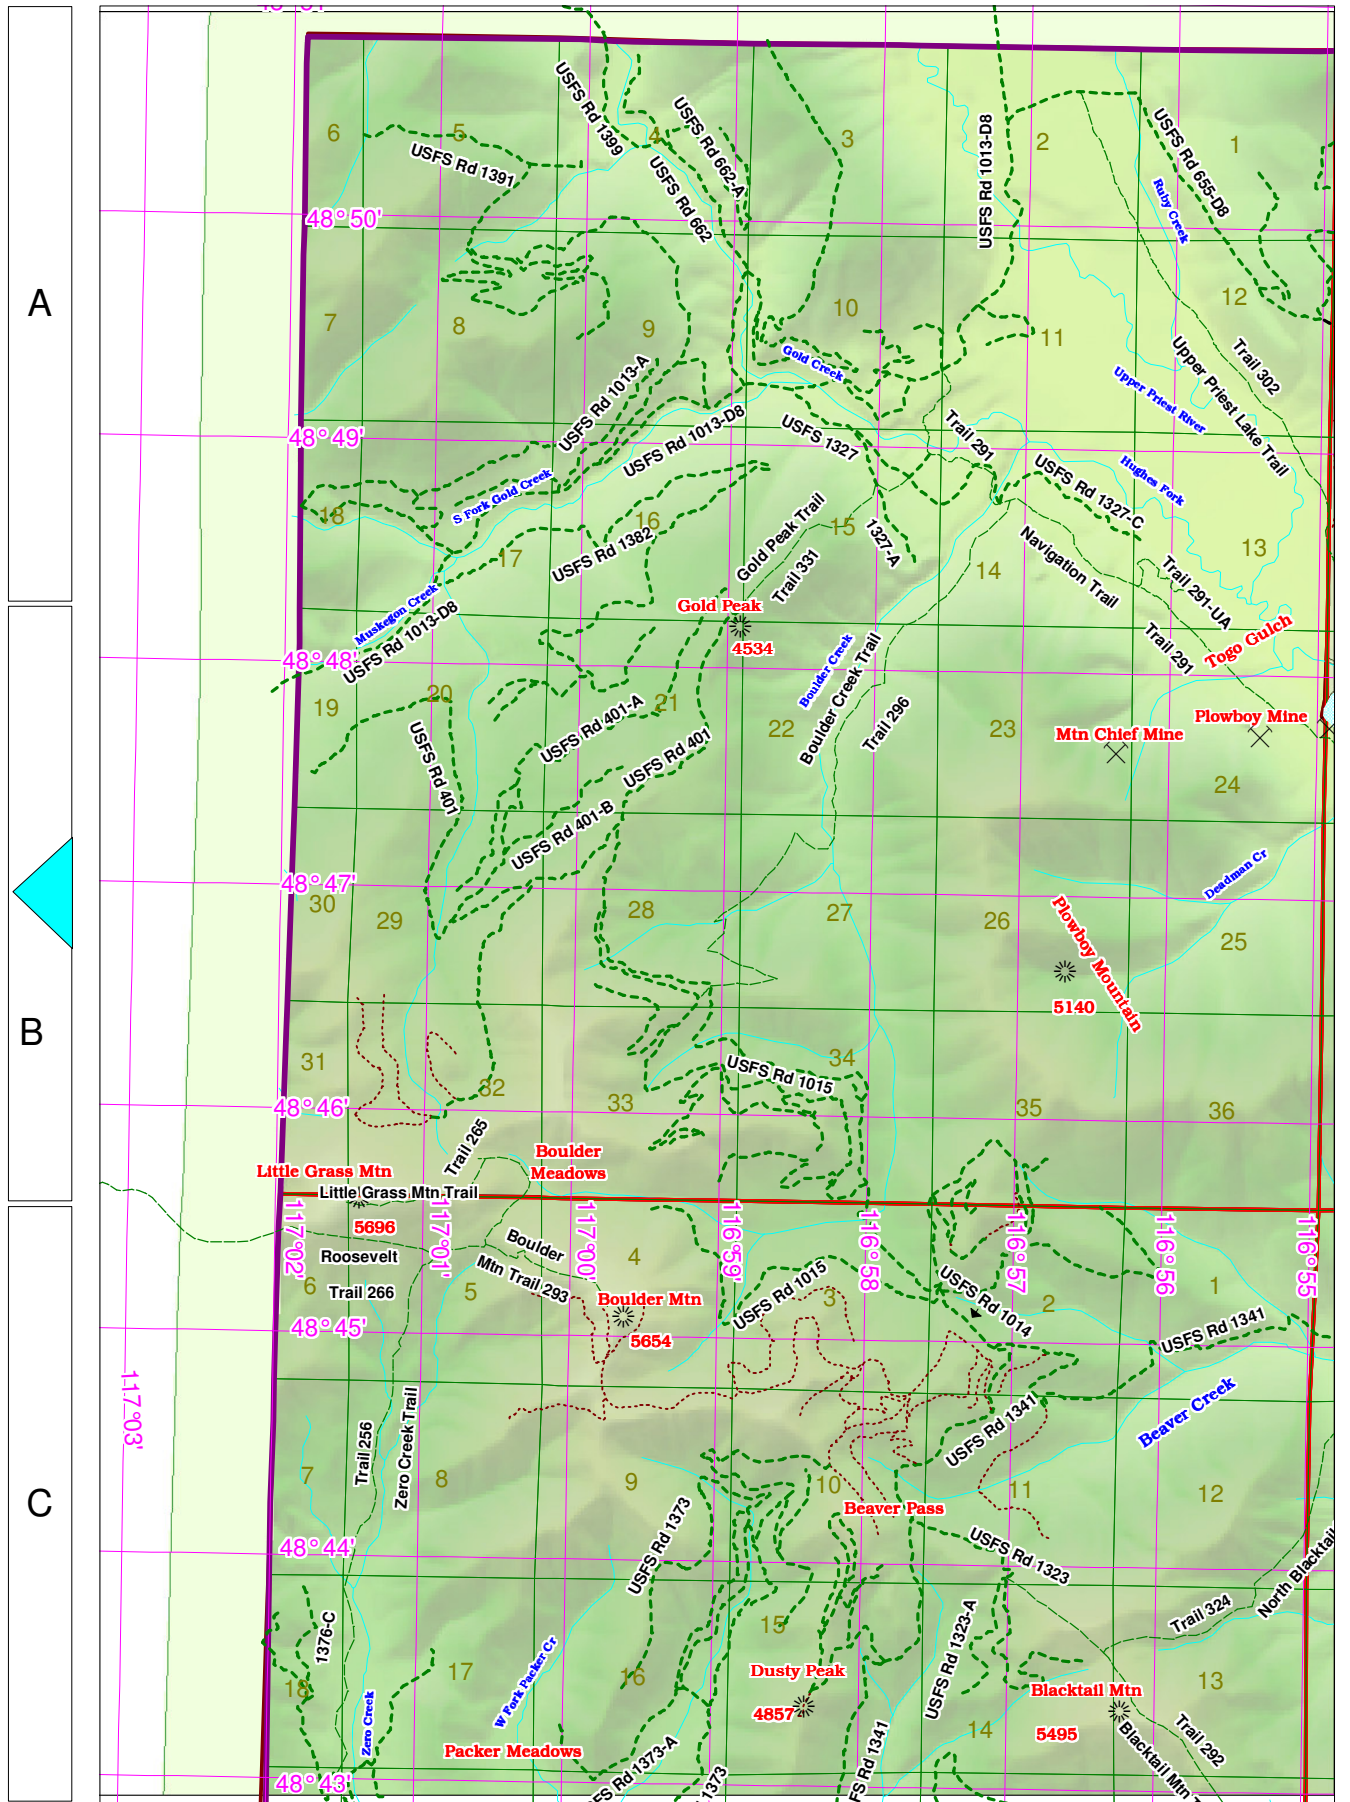 A
B
C
6
5
4
3
2
1
USFS Rd 1399
USFS Rd 662-A
USFS Rd 1013-D8
USFS Rd 655-D8
USFS Rd 1391
USFS Rd 662
Ruby Creek
48°50'
7
8
9
10
11
12
Gold Creek
Upper Priest River
Upper Priest Lake Trail
Trail 302
USFS Rd 1013-A
USFS Rd 1013-D8
USFS 1327
Trail 291
48°49'
S Fork Gold Creek
USFS Rd 1327-C
Hughes Fork
18
17
16
15
14
13
USFS Rd 1382
Gold Peak Trail
Trail 331
1327-A
Navigation Trail
Trail 291-UA
Trail 291
Togo Gulch
Muskegon Creek
USFS Rd 1013-D8
Gold Peak
4534
48°48'
Boulder Creek
Boulder Creek Trail
Trail 296
19
20
21
22
23
24
USFS Rd 401
USFS Rd 401-A
USFS Rd 401
USFS Rd 401-B
Mtn Chief Mine
Plowboy Mine
Deadman Cr
48°47'
30
29
28
27
26
25
Plowboy Mountain
5140
31
32
33
34
35
36
USFS Rd 1015
48°46'
Trail 265
Boulder
Meadows
Little Grass Mtn
Little Grass Mtn Trail
5696
117°03'
117°02'
117°01'
117°00'
116°59'
116°58'
116°57'
116°56'
116°55'
Roosevelt
Trail 266
Boulder
Mtn Trail 293
6
5
4
3
2
1
Boulder Mtn
5654
USFS Rd 1015
USFS Rd 1014
USFS Rd 1341
48°45'
Beaver Creek
Trail 256
Zero Creek Trail
USFS Rd 1341
7
8
9
10
11
12
Beaver Pass
USFS Rd 1373
USFS Rd 1323
48°44'
North Blacktail
Trail 324
1376-C
USFS Rd 1323-A
18
17
16
15
14
13
W Fork Packer Cr
Zero Creek
Dusty Peak
4857
Blacktail Mtn
5495
Trail 292
Blacktail Mtn
Packer Meadows
Rd 1373-A
1373
Rd 1341
48°43'